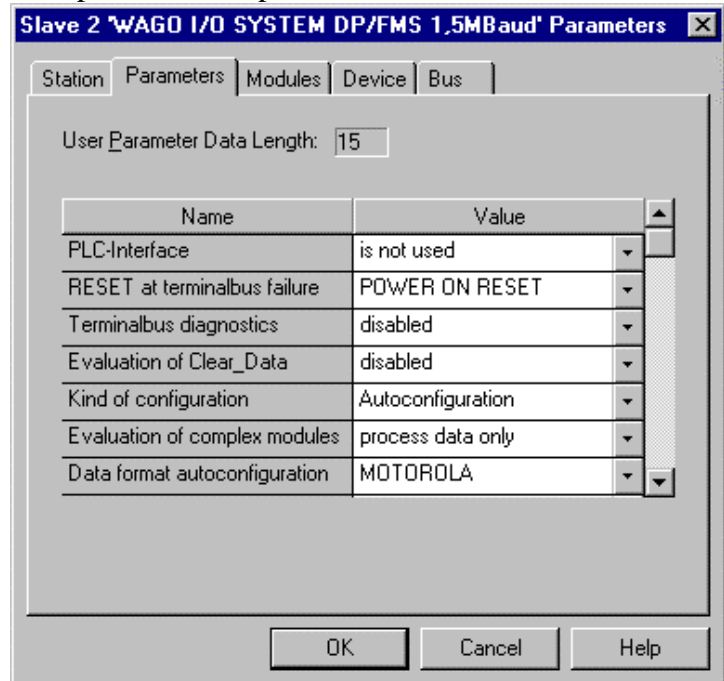 Slave 2 'WAGO I/O SYSTEM DP/FMS 1,5MBaud' Parameters
Station Parameters Modules Device Bus
User Parameter Data Length: 15
Name Value
PLC-Interface is not used
RESET at terminalbus failure POWER ON RESET
Terminalbus diagnostics disabled
Evaluation of Clear_Data disabled
Kind of configuration Autoconfiguration
Evaluation of complex modules process data only
Data format autoconfiguration MOTOROLA
OK Cancel Help